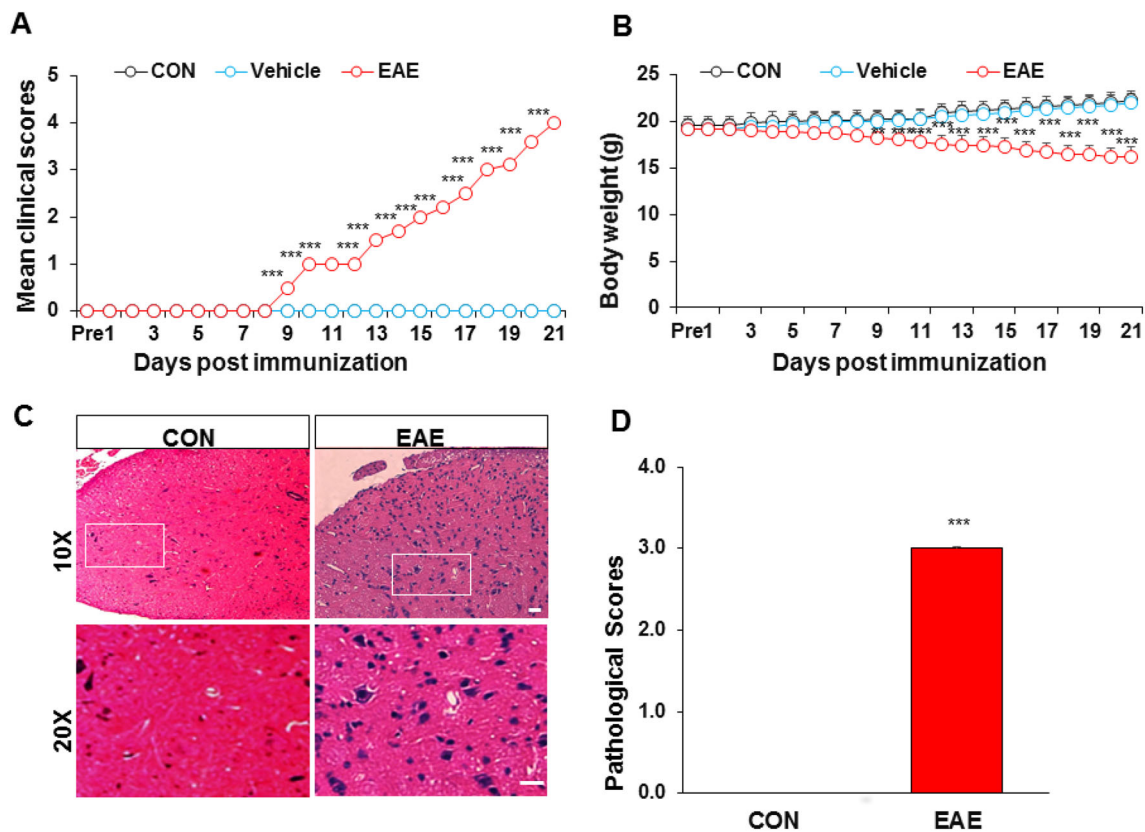 A
CON Vehicle EAE
Mean clinical scores
5
4
3
2
1
0
*** *** *** *** *** *** *** *** *** *** *** *** *** ***
Pre1 3 5 7 9 11 13 15 17 19 21
Days post immunization
B
CON Vehicle EAE
Body weight (g)
25
20
15
10
5
0
** *** *** *** *** *** *** *** *** *** *** *** ***
Pre1 3 5 7 9 11 13 15 17 19 21
Days post immunization
C
CON EAE
10X
20X
D
Pathological Scores
4.0
3.0
2.0
1.0
0.0
***
CON EAE